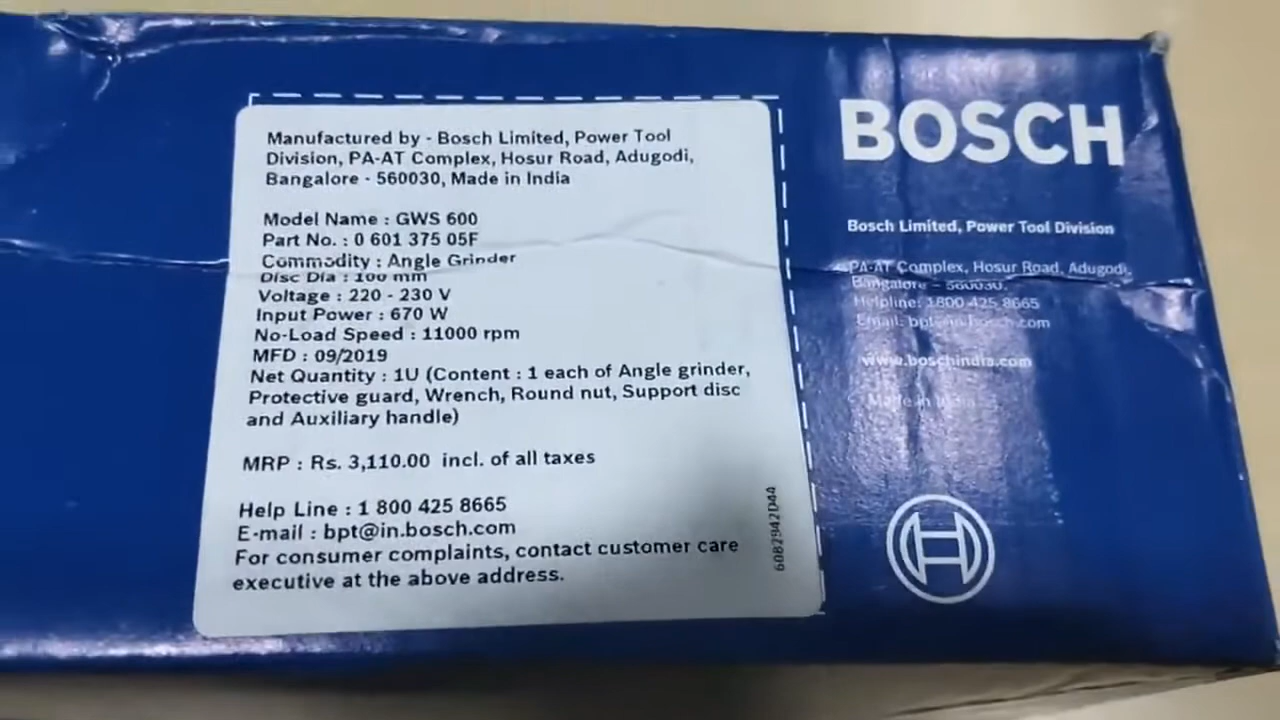 Manufactured by - Bosch Limited, Power Tool
Division, PA-AT Complex, Hosur Road, Adugodi,
Bangalore - 560030, Made in India
Model Name : GWS 600
Part No. : 0 601 375 05F
Commodity : Angle Grinder
Disc Dia : 100 mm
Voltage : 220 - 230 V
Input Power : 670 W
No-Load Speed : 11000 rpm
MFD : 09/2019
Net Quantity : 1U (Content : 1 each of Angle grinder,
Protective guard, Wrench, Round nut, Support disc
and Auxiliary handle)
MRP : Rs. 3,110.00 incl. of all taxes
Help Line : 1 800 425 8665
E-mail : bpt@in.bosch.com
For consumer complaints, contact customer care
executive at the above address.
6082942D44
BOSCH
Bosch Limited, Power Tool Division
PA-AT Complex, Hosur Road, Adugodi,
Bangalore – 560030.
Helpline: 1800 425 8665
Email: bpt@in.bosch.com
www.boschindia.com
Made in India